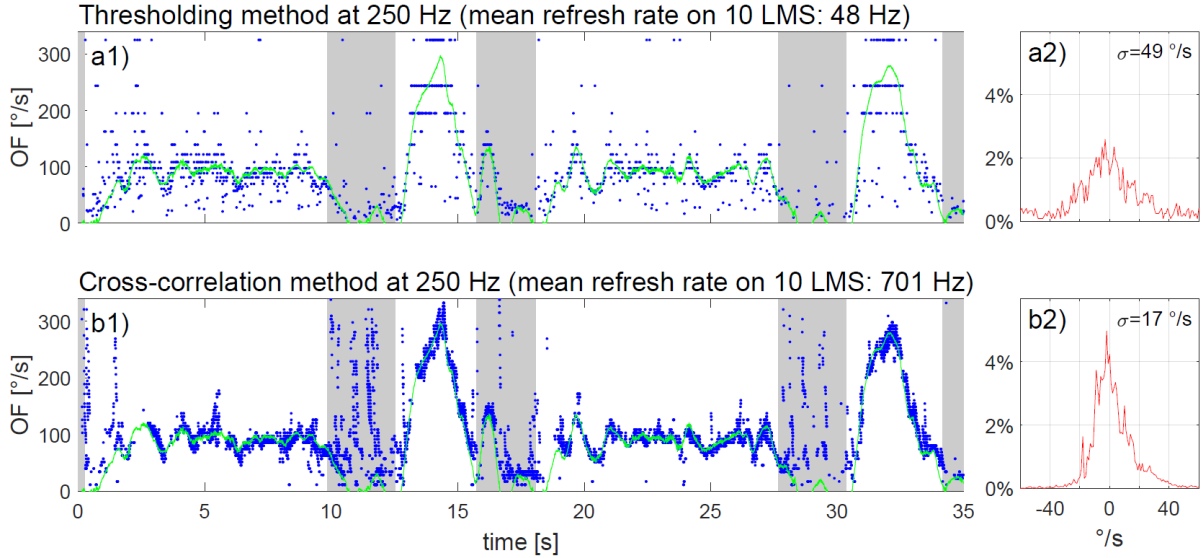 Thresholding method at 250 Hz (mean refresh rate on 10 LMS: 48 Hz)
a1)
300
200
100
0
OF [°/s]
a2)
σ=49 °/s
4%
2%
0%
Cross-correlation method at 250 Hz (mean refresh rate on 10 LMS: 701 Hz)
b1)
300
200
100
0
OF [°/s]
0 5 10 15 20 25 30 35
time [s]
b2)
σ=17 °/s
4%
2%
0%
-40 0 40
°/s